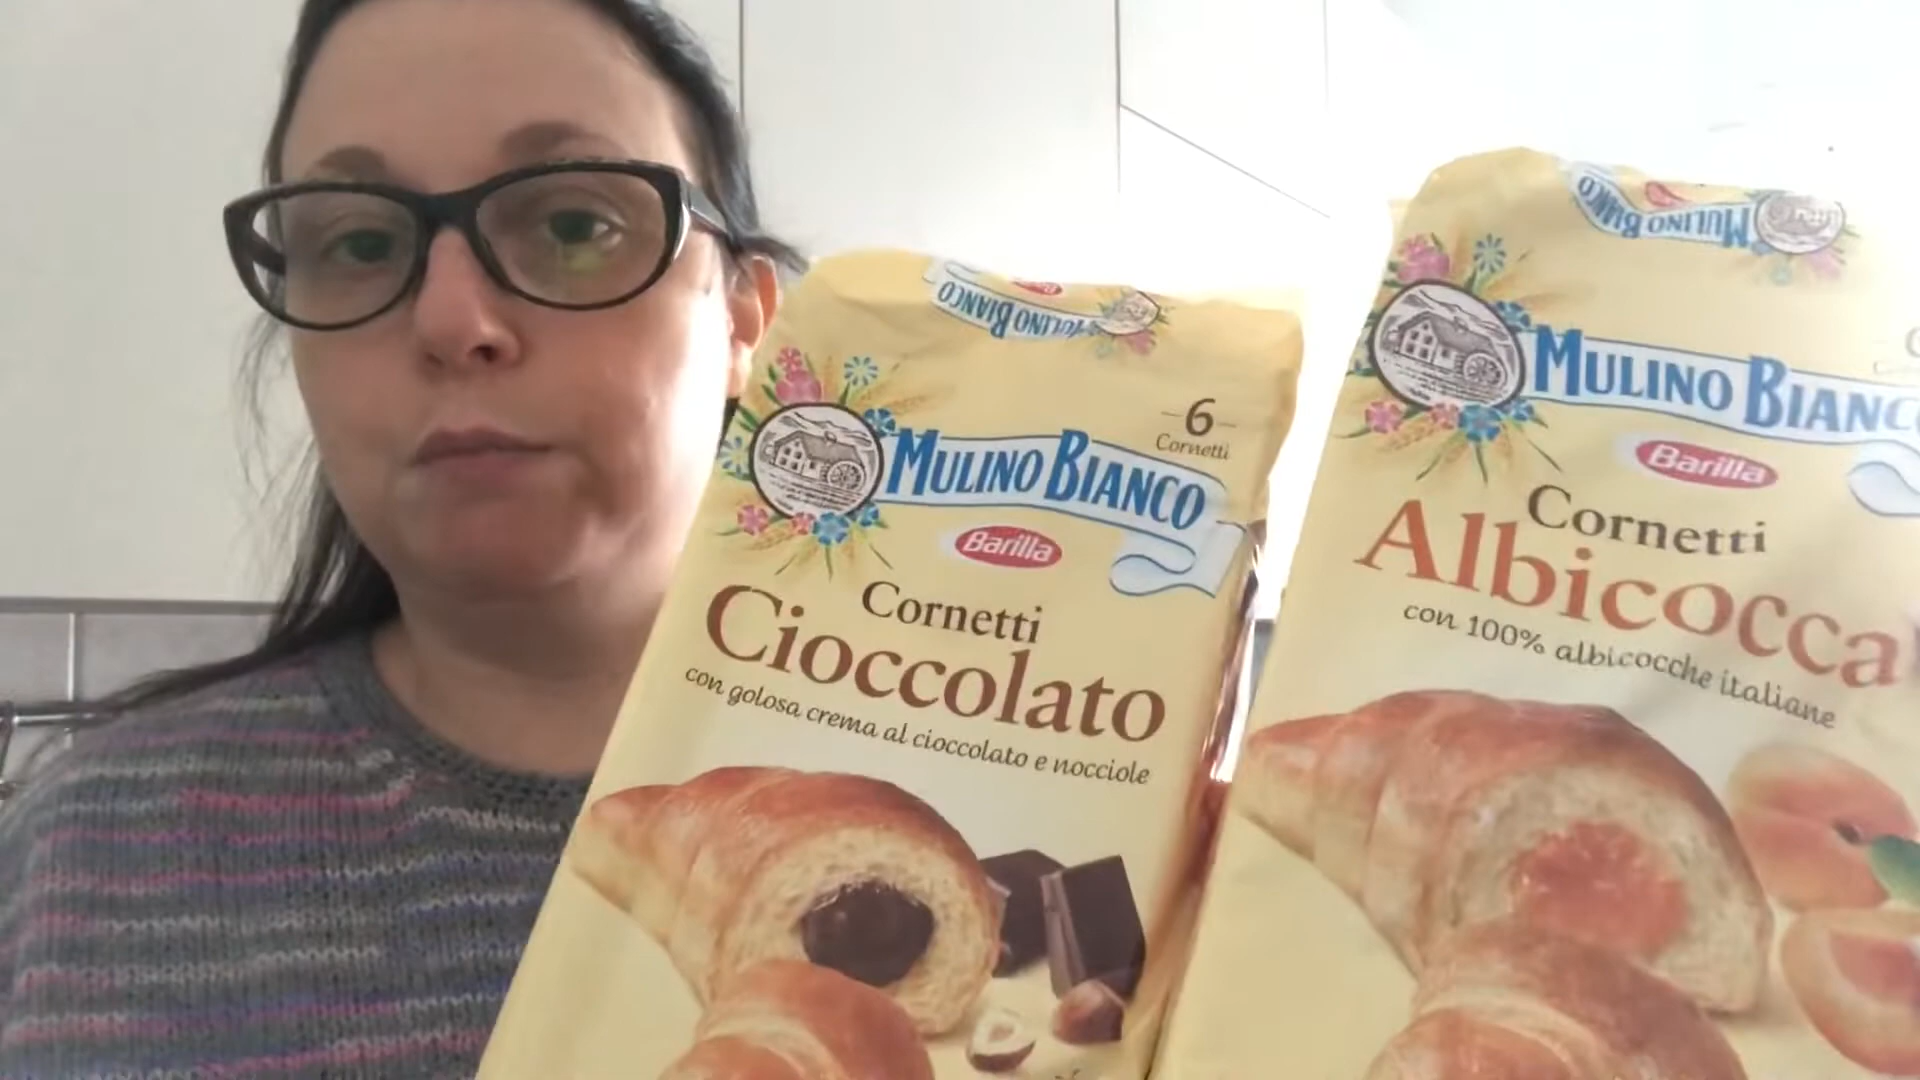 MULINO BIANCO
Barilla
6
Cornetti
MULINO BIANCO
Barilla
Cornetti
Cioccolato
con golosa crema al cioccolato e nocciole
MULINO BIANCO
MULINO BIANCO
Barilla
Cornetti
Albicocca
con 100% albicocche italiane